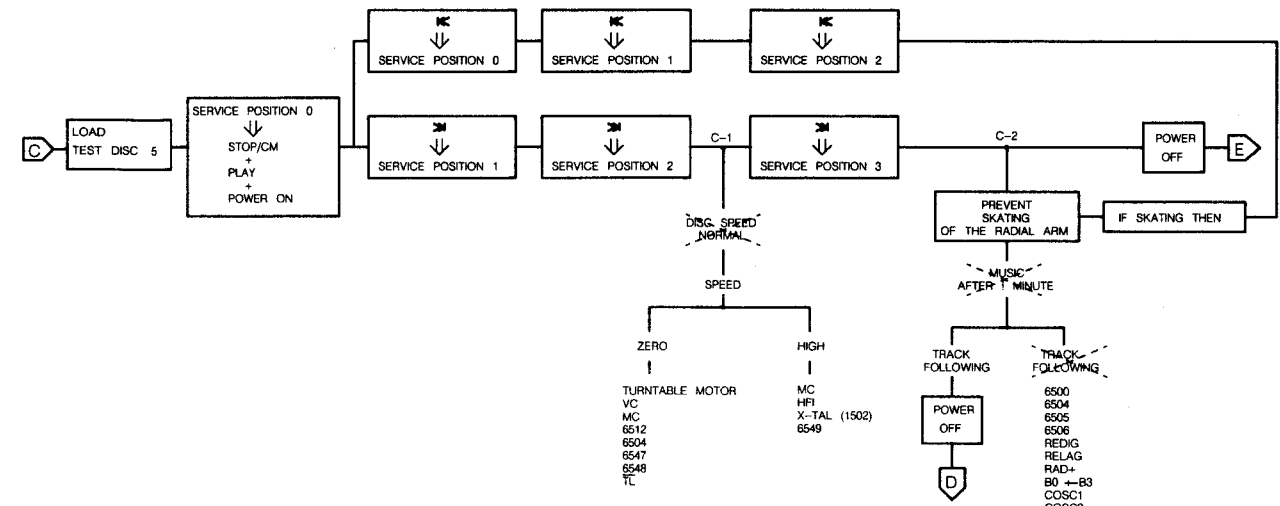 SERVICE POSITION 0
SERVICE POSITION 1
SERVICE POSITION 2
C
LOAD
TEST DISC 5
SERVICE POSITION 0
STOP/CM
+
PLAY
+
POWER ON
SERVICE POSITION 1
SERVICE POSITION 2
C-1
SERVICE POSITION 3
C-2
POWER
OFF
E
PREVENT
SKATING
OF THE RADIAL ARM
IF SKATING THEN
DISC SPEED
NORMAL
SPEED
ZERO
HIGH
TURNTABLE MOTOR
VC
MC
6512
6504
6547
6548
TL
MC
HFI
X-TAL (1502)
6549
MUSIC
AFTER 1 MINUTE
TRACK
FOLLOWING
POWER
OFF
D
TRACK
FOLLOWING
6500
6504
6505
6506
REDIG
RELAG
RAD+
B0 ←B3
COSC1